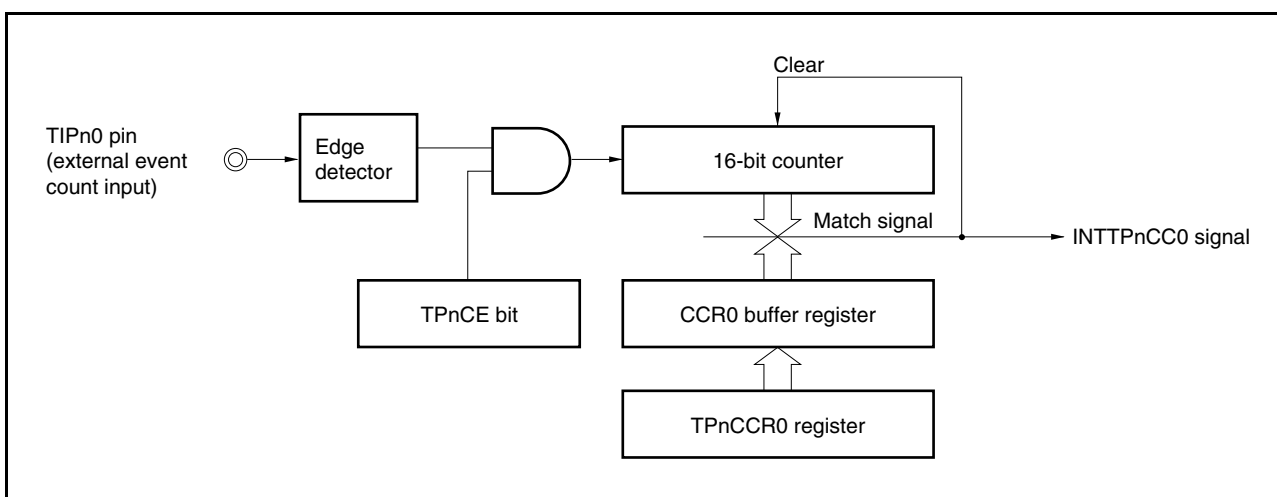 Clear
TIPn0 pin
(external event
count input)
Edge
detector
16-bit counter
Match signal
INTTPnCC0 signal
TPnCE bit
CCR0 buffer register
TPnCCR0 register